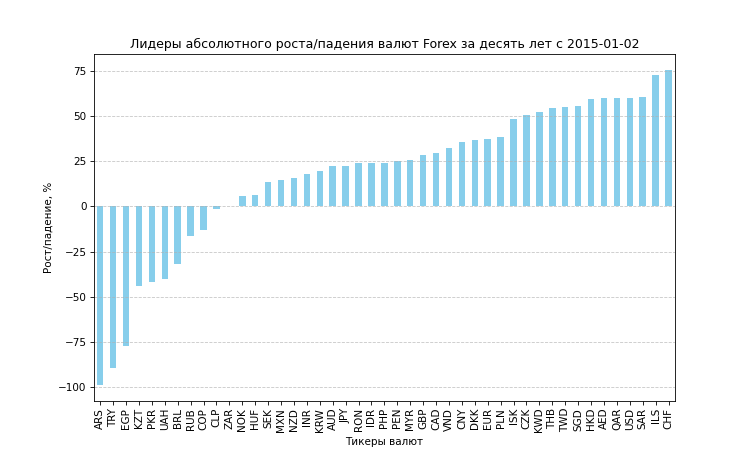 Лидеры абсолютного роста/падения валют Forex за десять лет с 2015-01-02
Рост/падение, %
75
50
25
0
−25
−50
−75
−100
ARS TRY EGP KZT PKR UAH BRL RUB COP CLP ZAR NOK HUF SEK MXN NZD INR KRW AUD JPY RON IDR PHP PEN MYR GBP CAD VND CNY DKK EUR PLN ISK CZK KWD THB TWD SGD HKD AED QAR USD SAR ILS CHF
Тикеры валют